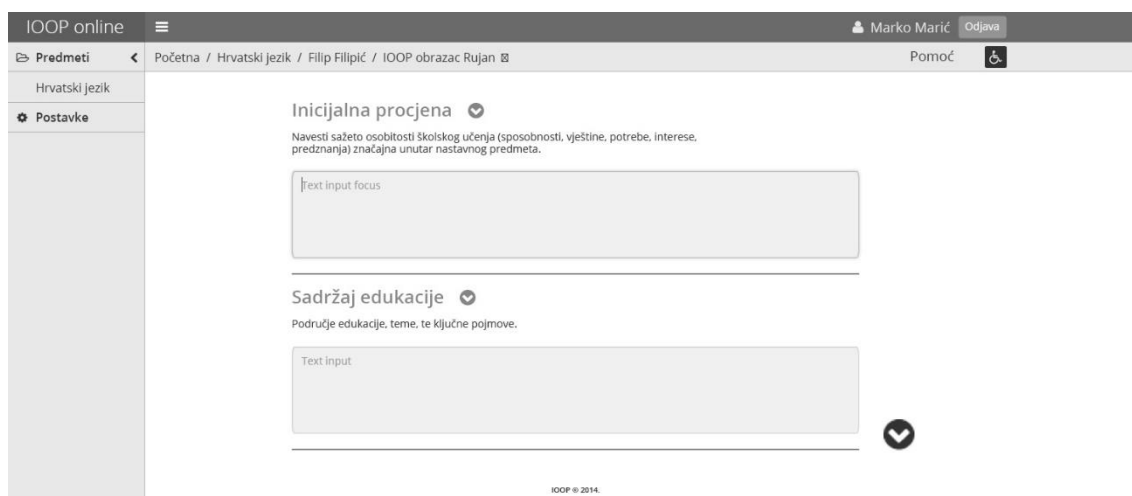 IOOP online
Marko Marić Odjava
Predmeti
Početna / Hrvatski jezik / Filip Filipić / IOOP obrazac Rujan
Pomoć
Hrvatski jezik
Postavke
Inicijalna procjena
Navesti sažeto osobitosti školskog učenja (sposobnosti, vještine, potrebe, interese,
predznanja) značajna unutar nastavnog predmeta.
Text input focus
Sadržaj edukacije
Područje edukacije, teme, te ključne pojmove.
Text input
IOOP © 2014.